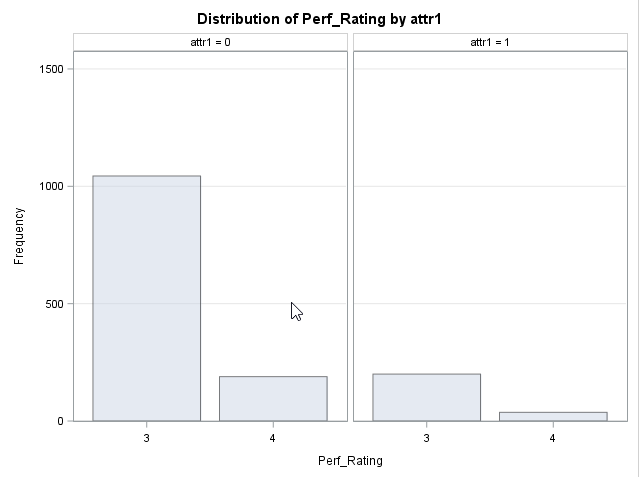 Distribution of Perf_Rating by attr1
attr1 = 0
attr1 = 1
1500
1000
500
0
Frequency
3
4
3
4
Perf_Rating